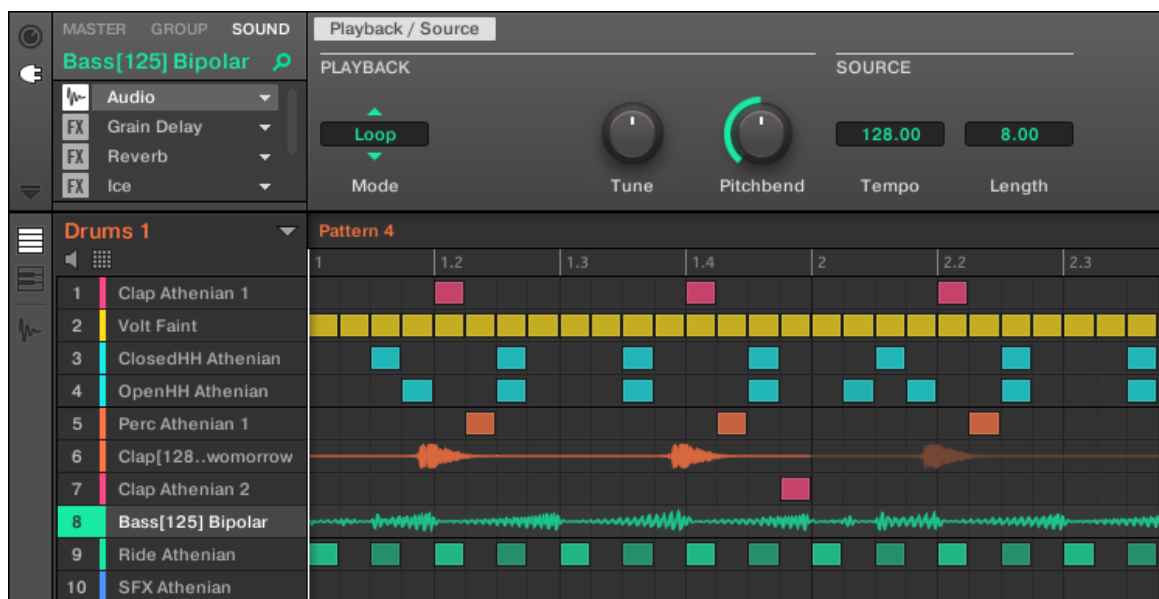 MASTER GROUP SOUND
Bass[125] Bipolar
Audio
FX Grain Delay
FX Reverb
FX Ice
Playback / Source
PLAYBACK
SOURCE
Loop
128.00
8.00
Mode
Tune
Pitchbend
Tempo
Length
Drums 1
Pattern 4
1 1.2 1.3 1.4 2 2.2 2.3
1 Clap Athenian 1
2 Volt Faint
3 ClosedHH Athenian
4 OpenHH Athenian
5 Perc Athenian 1
6 Clap[128..womorrow
7 Clap Athenian 2
8 Bass[125] Bipolar
9 Ride Athenian
10 SFX Athenian